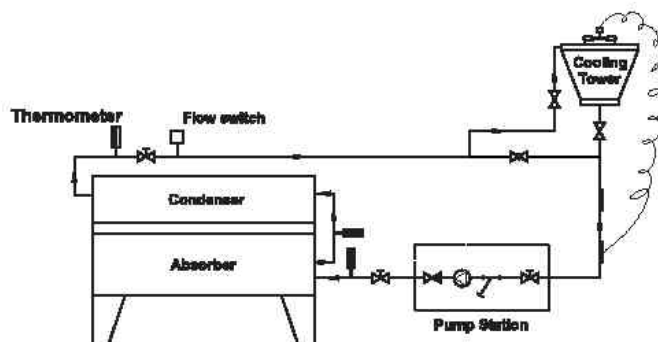 Cooling
Tower
Thermometer
Flow switch
Condenser
Absorber
Pump Station